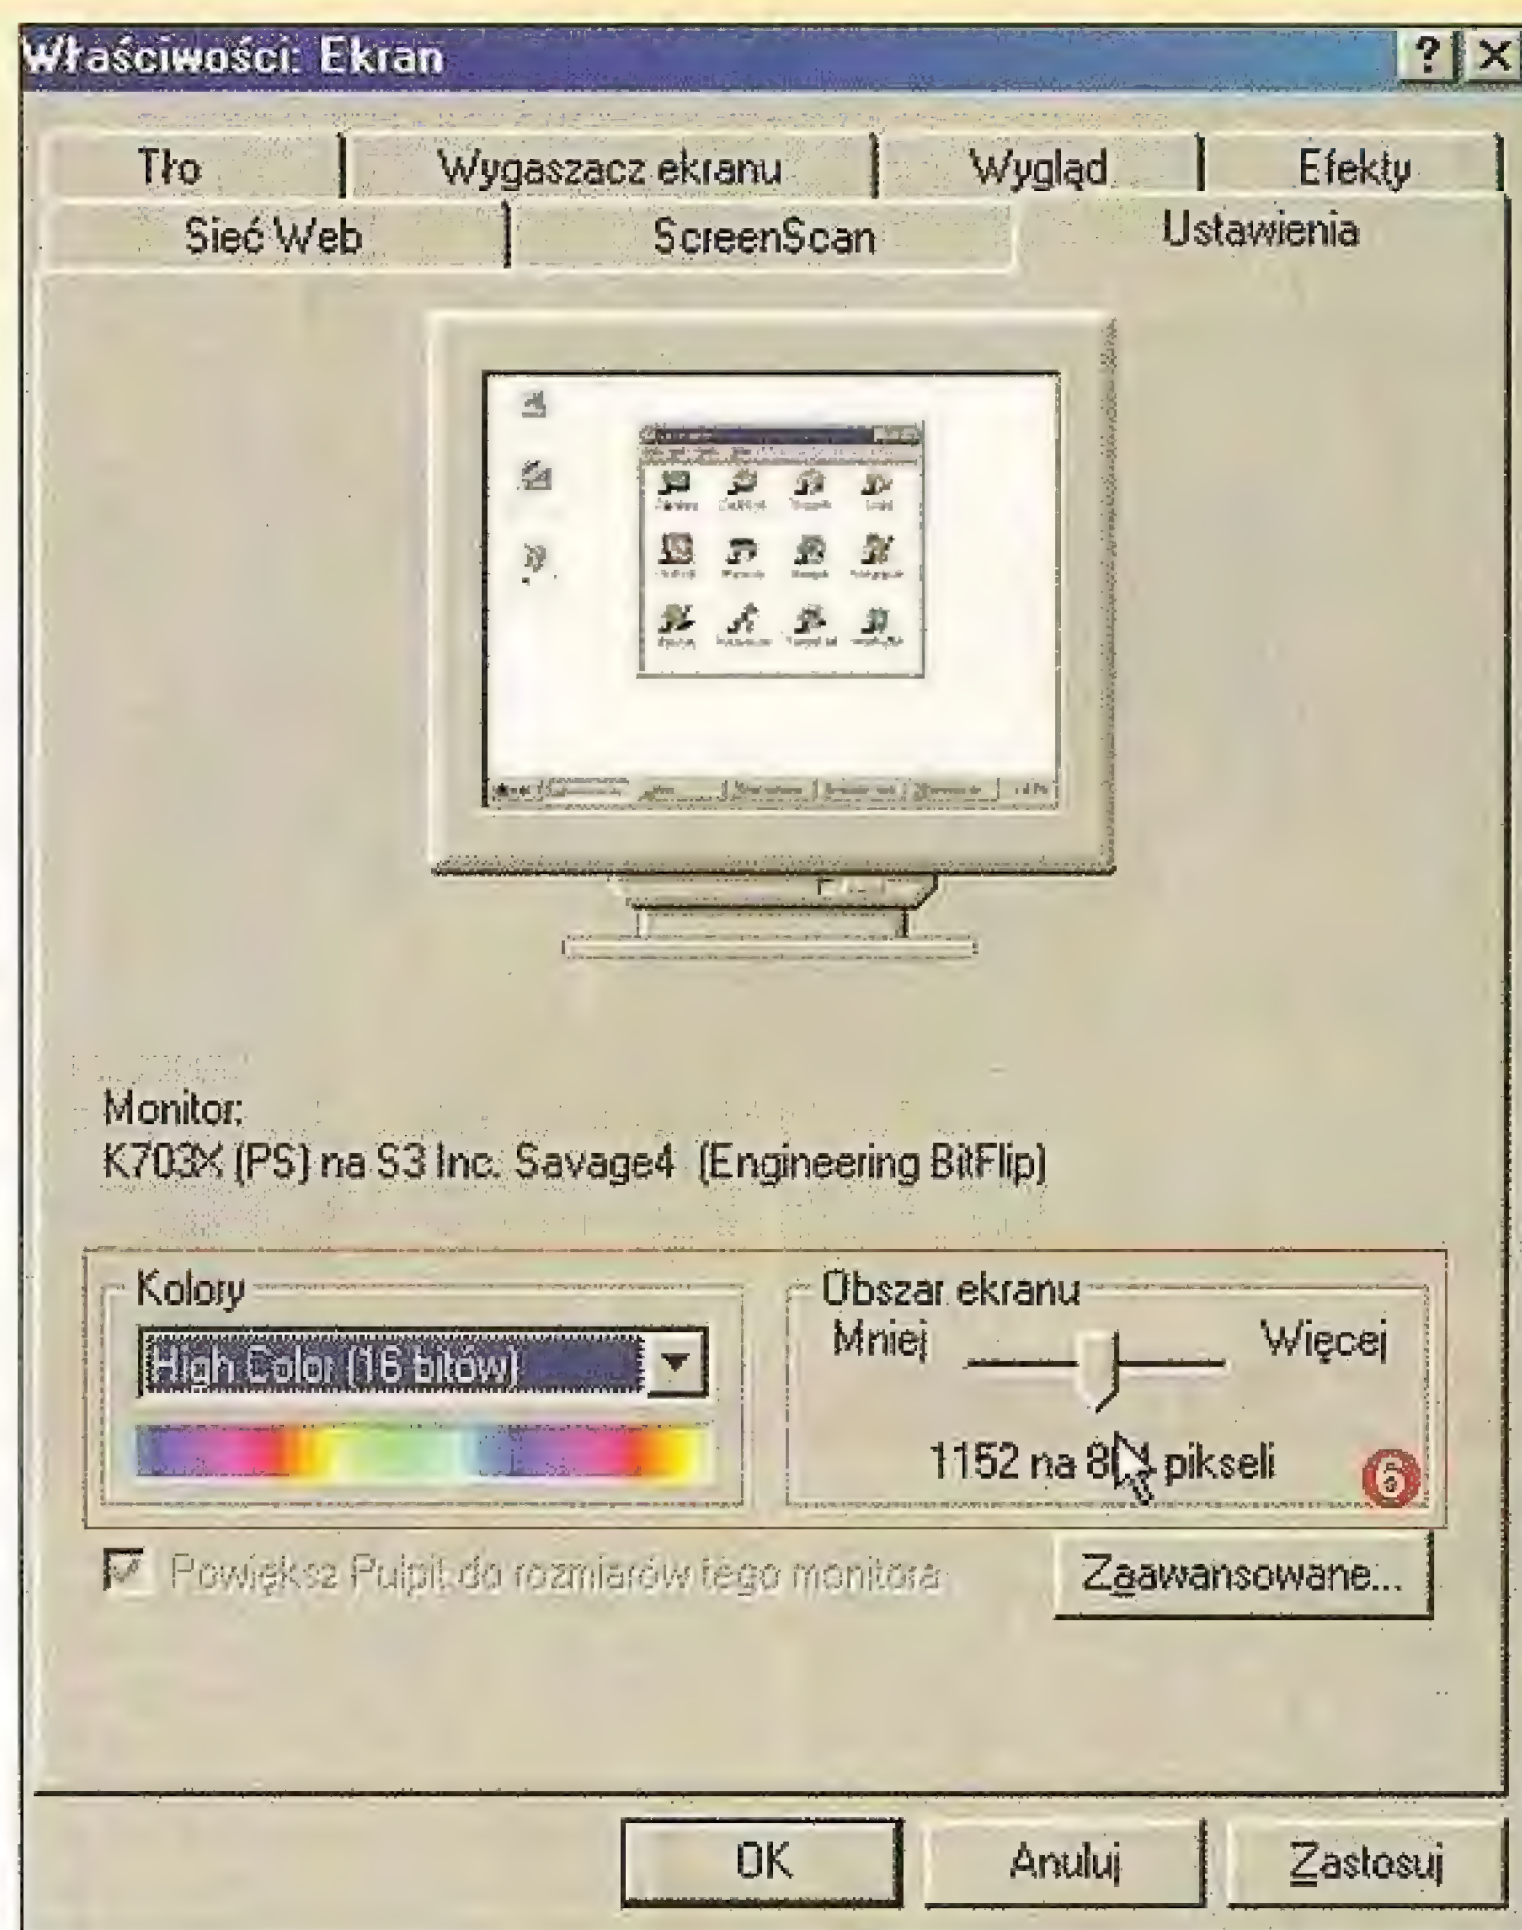 Właściwości: Ekran
Tło Wygaszacz ekranu Wygląd Efekty
Sieć Web ScreenScan Ustawienia
Monitor:
K703X (PS) na S3 Inc. Savage4 (Engineering BitFlip)
Kolory Obszar ekranu
Mniej Więcej
High Color (16 bitów)
1152 na pikseli
6
Powiększ Pulpit do rozmiarów tego monitora
Zaawansowane...
OK Anuluj Zastosuj